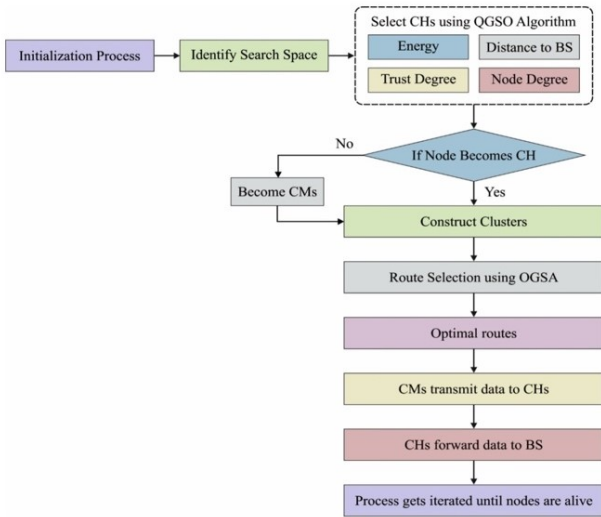 Select CHs using QGSO Algorithm
Energy
Distance to BS
Trust Degree
Node Degree
Initialization Process
Identify Search Space
If Node Becomes CH
No
Yes
Become CMs
Construct Clusters
Route Selection using OGSA
Optimal routes
CMs transmit data to CHs
CHs forward data to BS
Process gets iterated until nodes are alive